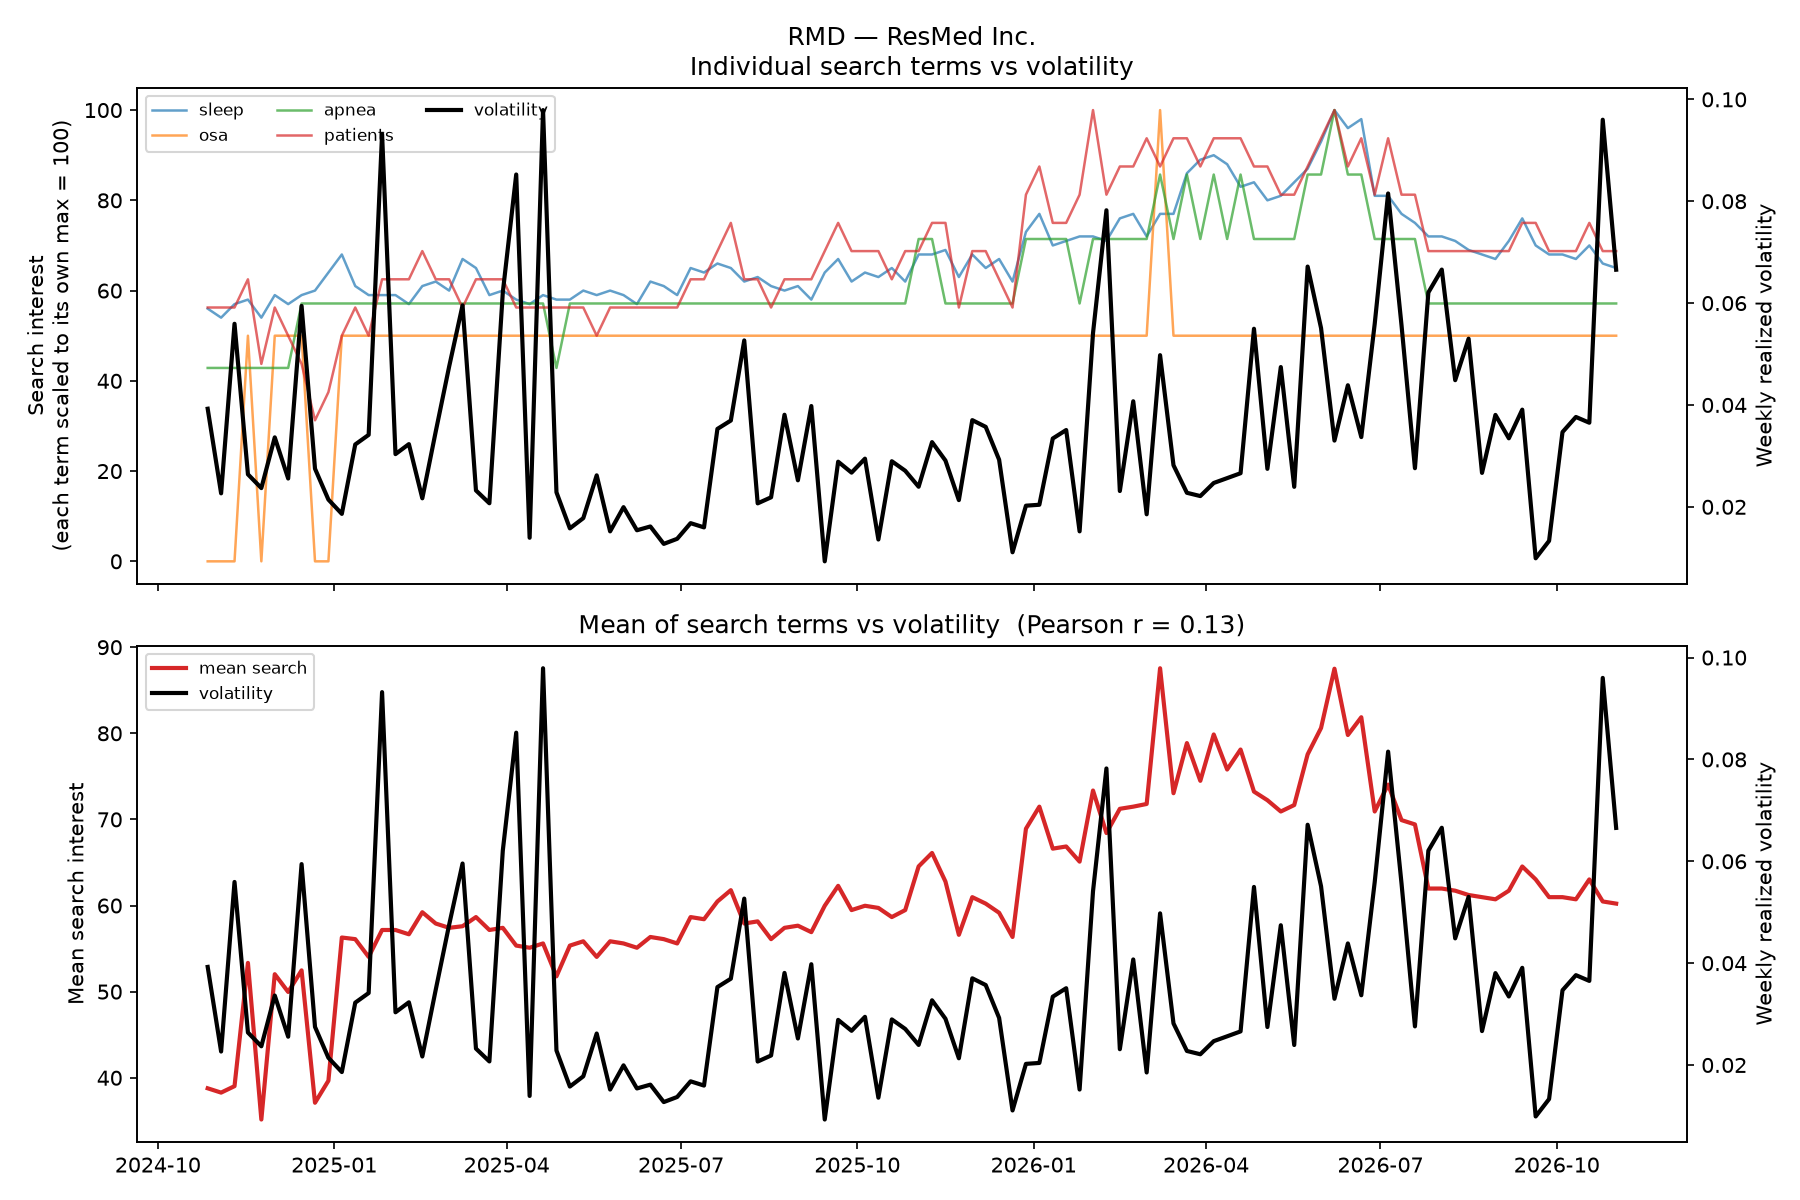 RMD — ResMed Inc.
Individual search terms vs volatility
sleep
osa
apnea
patients
volatility
100
80
60
40
20
0
Search interest
(each term scaled to its own max = 100)
0.10
0.08
0.06
0.04
0.02
Weekly realized volatility
Mean of search terms vs volatility (Pearson r = 0.13)
mean search
volatility
90
80
70
60
50
40
Mean search interest
0.10
0.08
0.06
0.04
0.02
Weekly realized volatility
2024-10 2025-01 2025-04 2025-07 2025-10 2026-01 2026-04 2026-07 2026-10